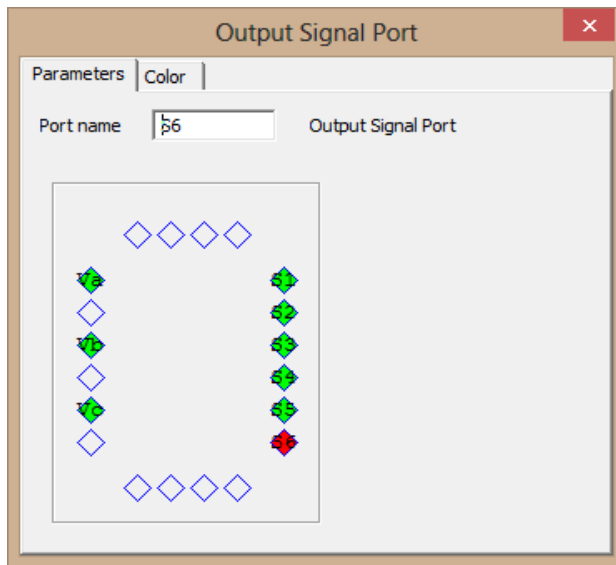 Output Signal Port
Parameters Color
Port name S6 Output Signal Port
Va S1
S2
Vb S3
S4
Vc S5
S6